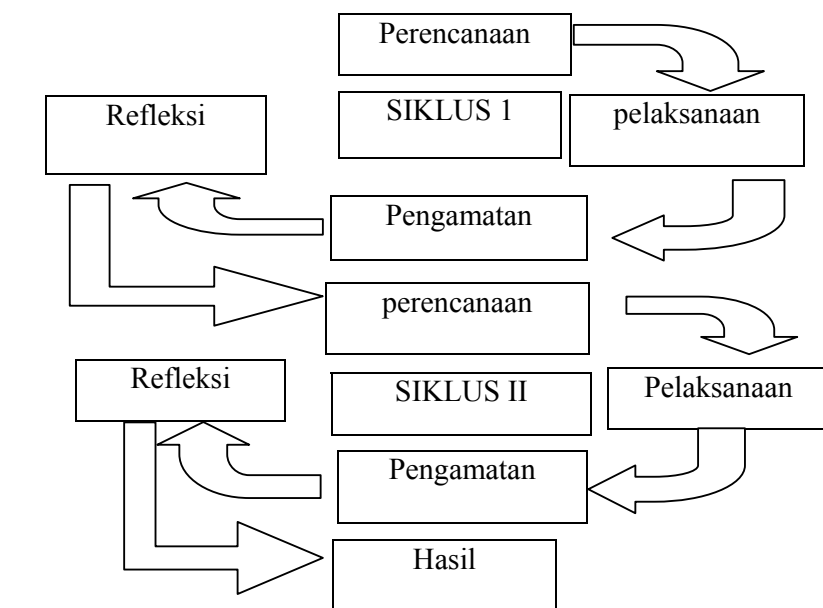 Perencanaan
Refleksi
SIKLUS 1
pelaksanaan
Pengamatan
perencanaan
Refleksi
SIKLUS II
Pelaksanaan
Pengamatan
Hasil